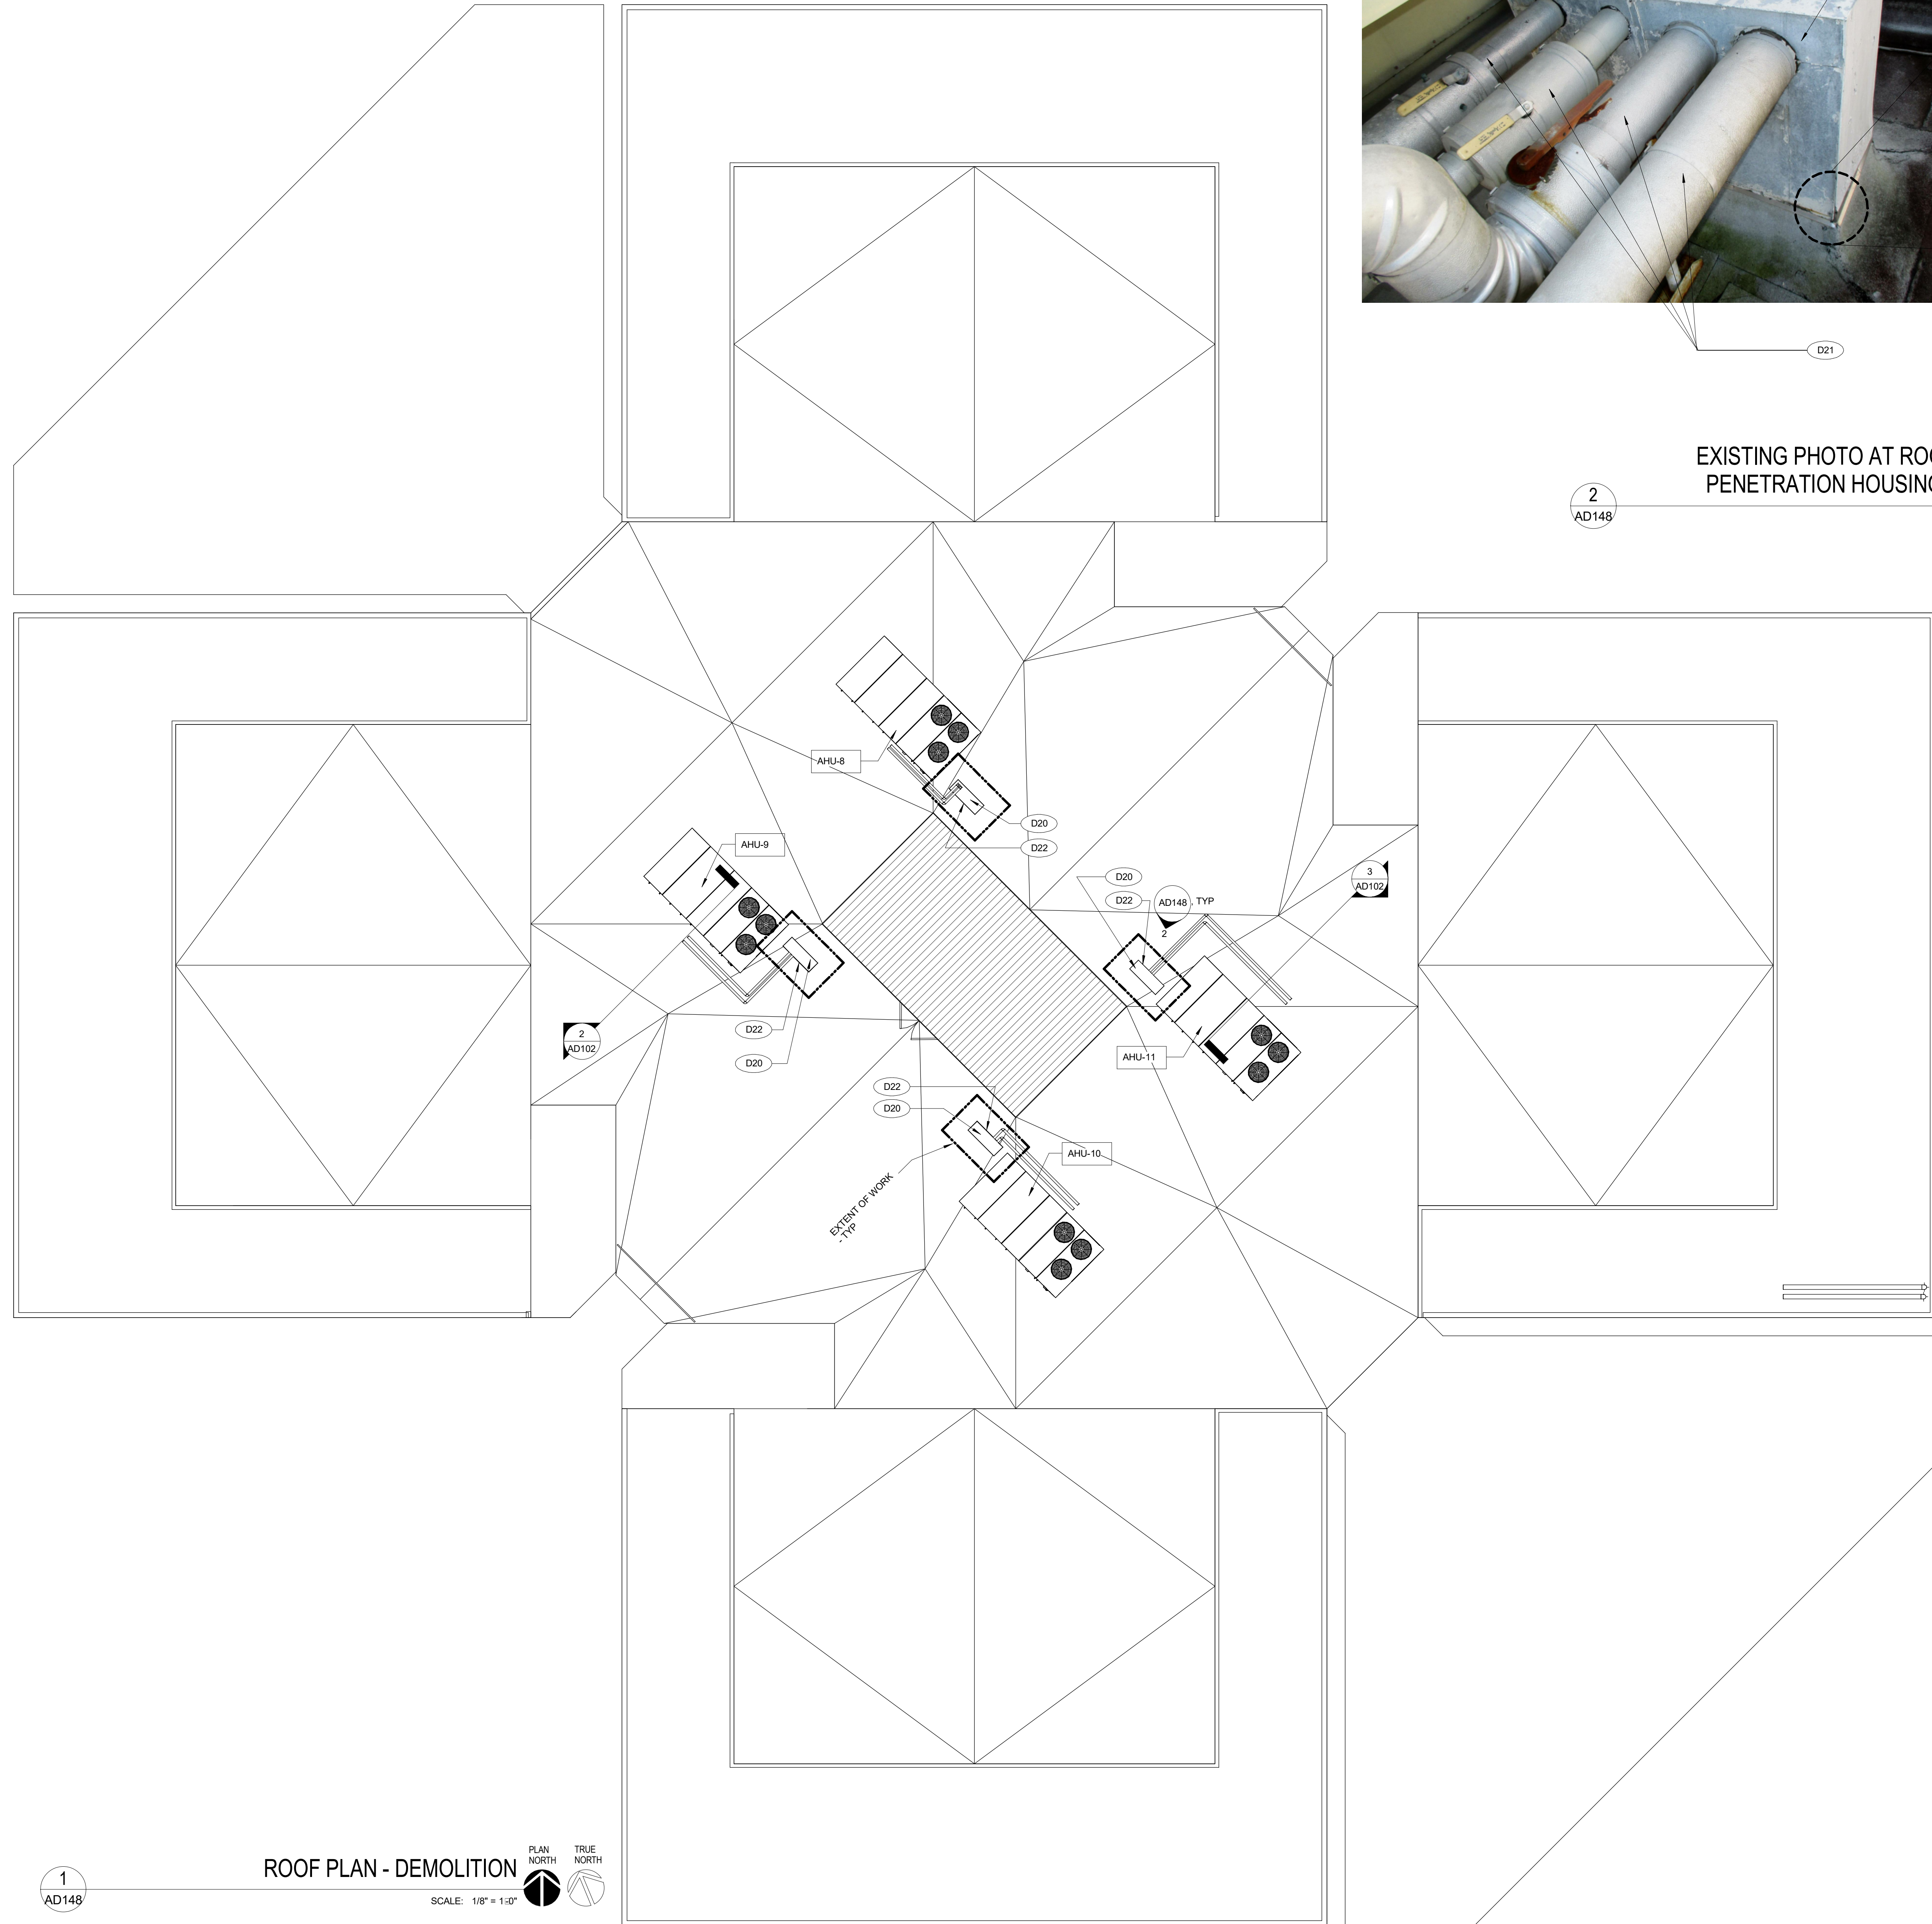 D21
EXISTING PHOTO AT
PENETRATION
2
AD148
AHU-8
D20
D22
AHU-9
D20
D22
AD148
, TYP
2
3
AD102
2
AD102
D22
D20
AHU-11
D22
D20
AHU-10
EXTENT OF WORK
- TYP
ROOF PLAN - DEMOLITION
PLAN
NORTH
TRUE
NORTH
1
AD148
SCALE: 1/8" = 1'-0"